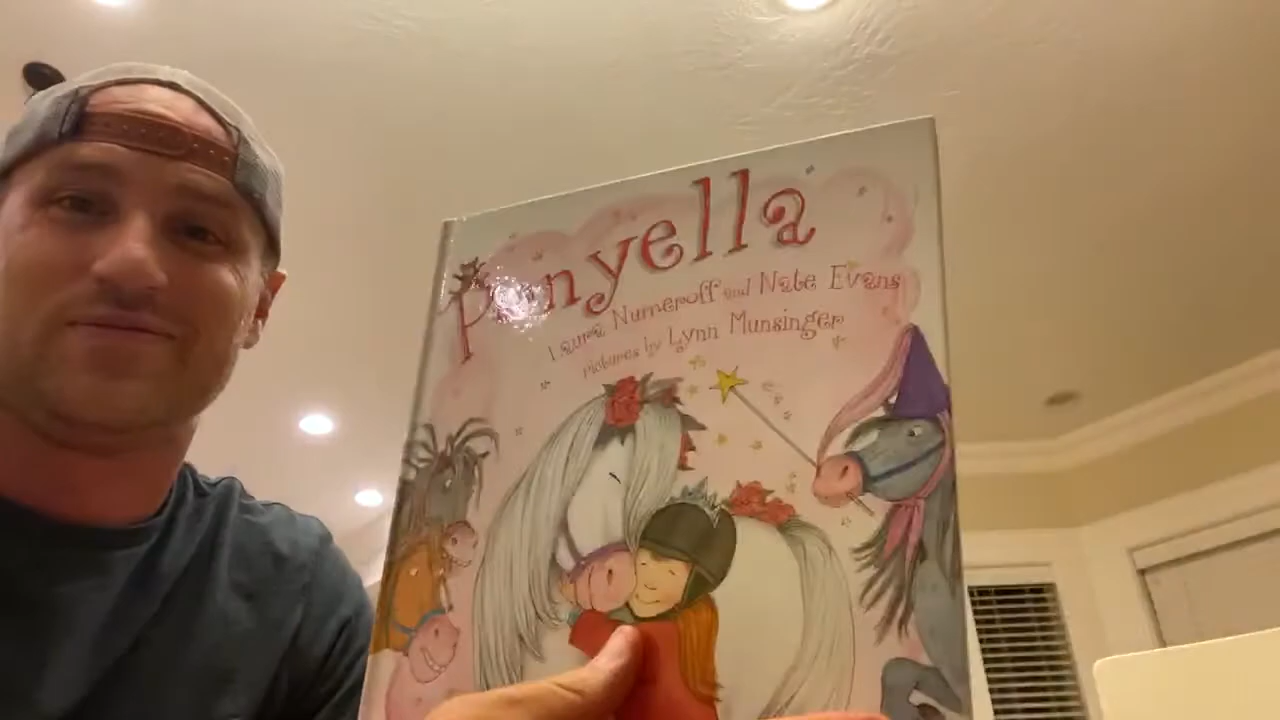 Ponyella
Laura Numeroff and Nate Evans
pictures by Lynn Munsinger